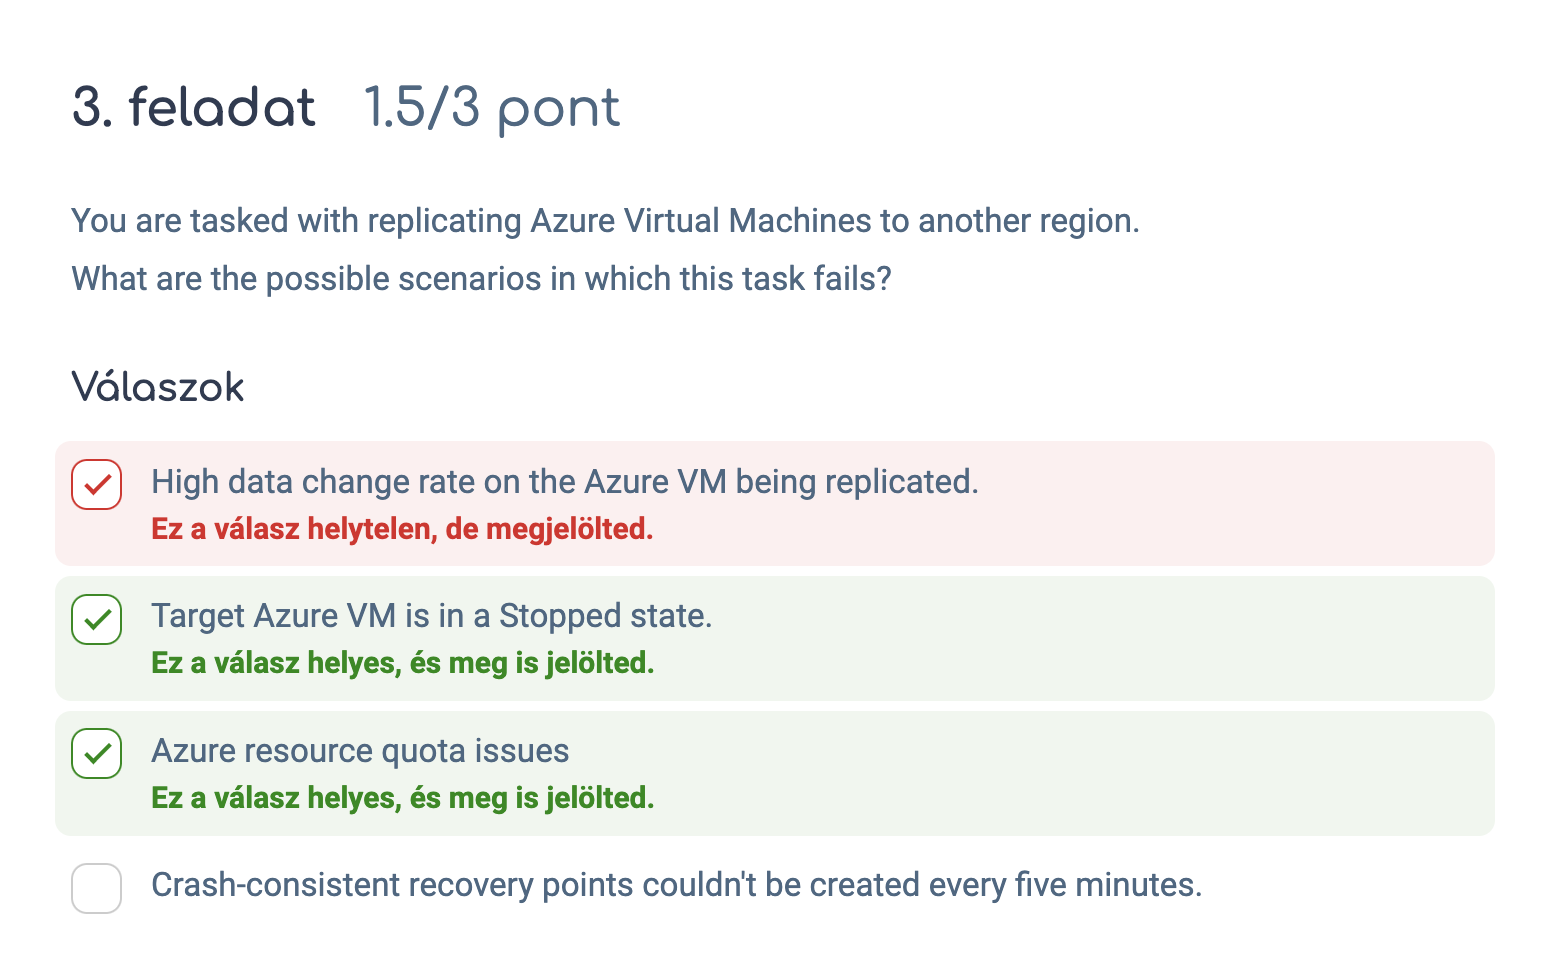 3. feladat 1.5/3 pont
You are tasked with replicating Azure Virtual Machines to another region.
What are the possible scenarios in which this task fails?
Válaszok
High data change rate on the Azure VM being replicated.
Ez a válasz helytelen, de megjelölted.
Target Azure VM is in a Stopped state.
Ez a válasz helyes, és meg is jelölted.
Azure resource quota issues
Ez a válasz helyes, és meg is jelölted.
Crash-consistent recovery points couldn't be created every five minutes.